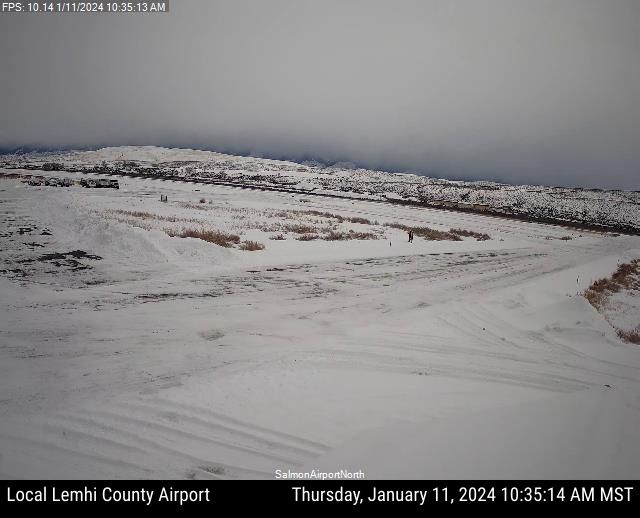 FPS: 10.14 1/11/2024 10:35:13 AM
SalmonAirportNorth
Local Lemhi County Airport Thursday, January 11, 2024 10:35:14 AM MST